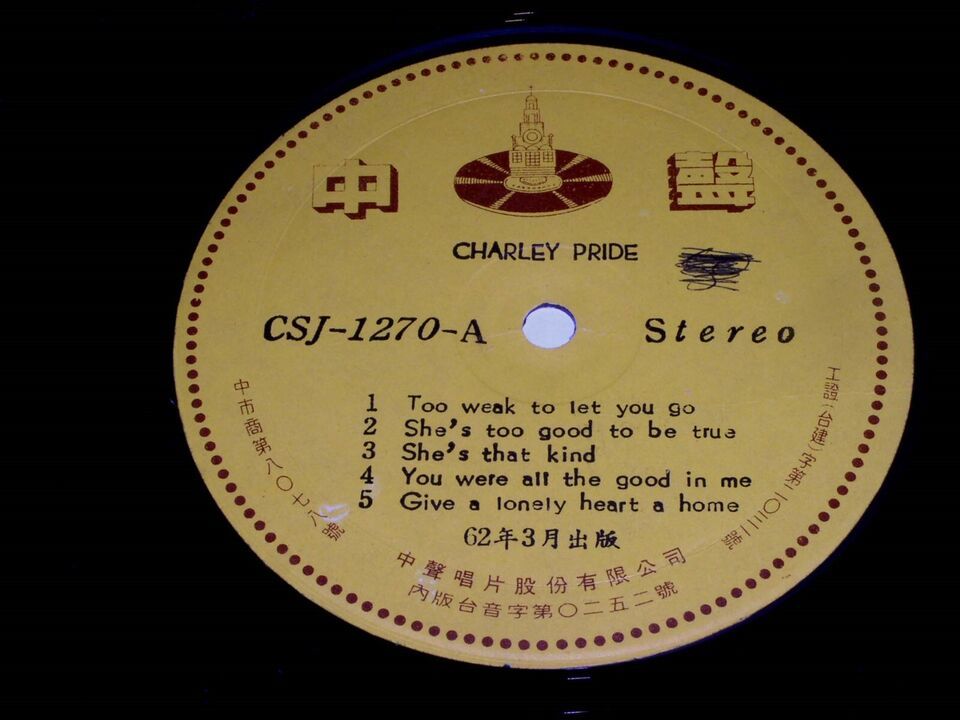 中聲
CHARLEY PRIDE
CSJ-1270-A
Stereo
1 Too weak to let you go
2 She's too good to be true
3 She's that kind
4 You were all the good in me
5 Give a lonely heart a home
62年3月出版
中市商第八〇七八號
中聲唱片股份有限公司
內版台音字第〇二五二號
工證(台建)字第二〇三三號